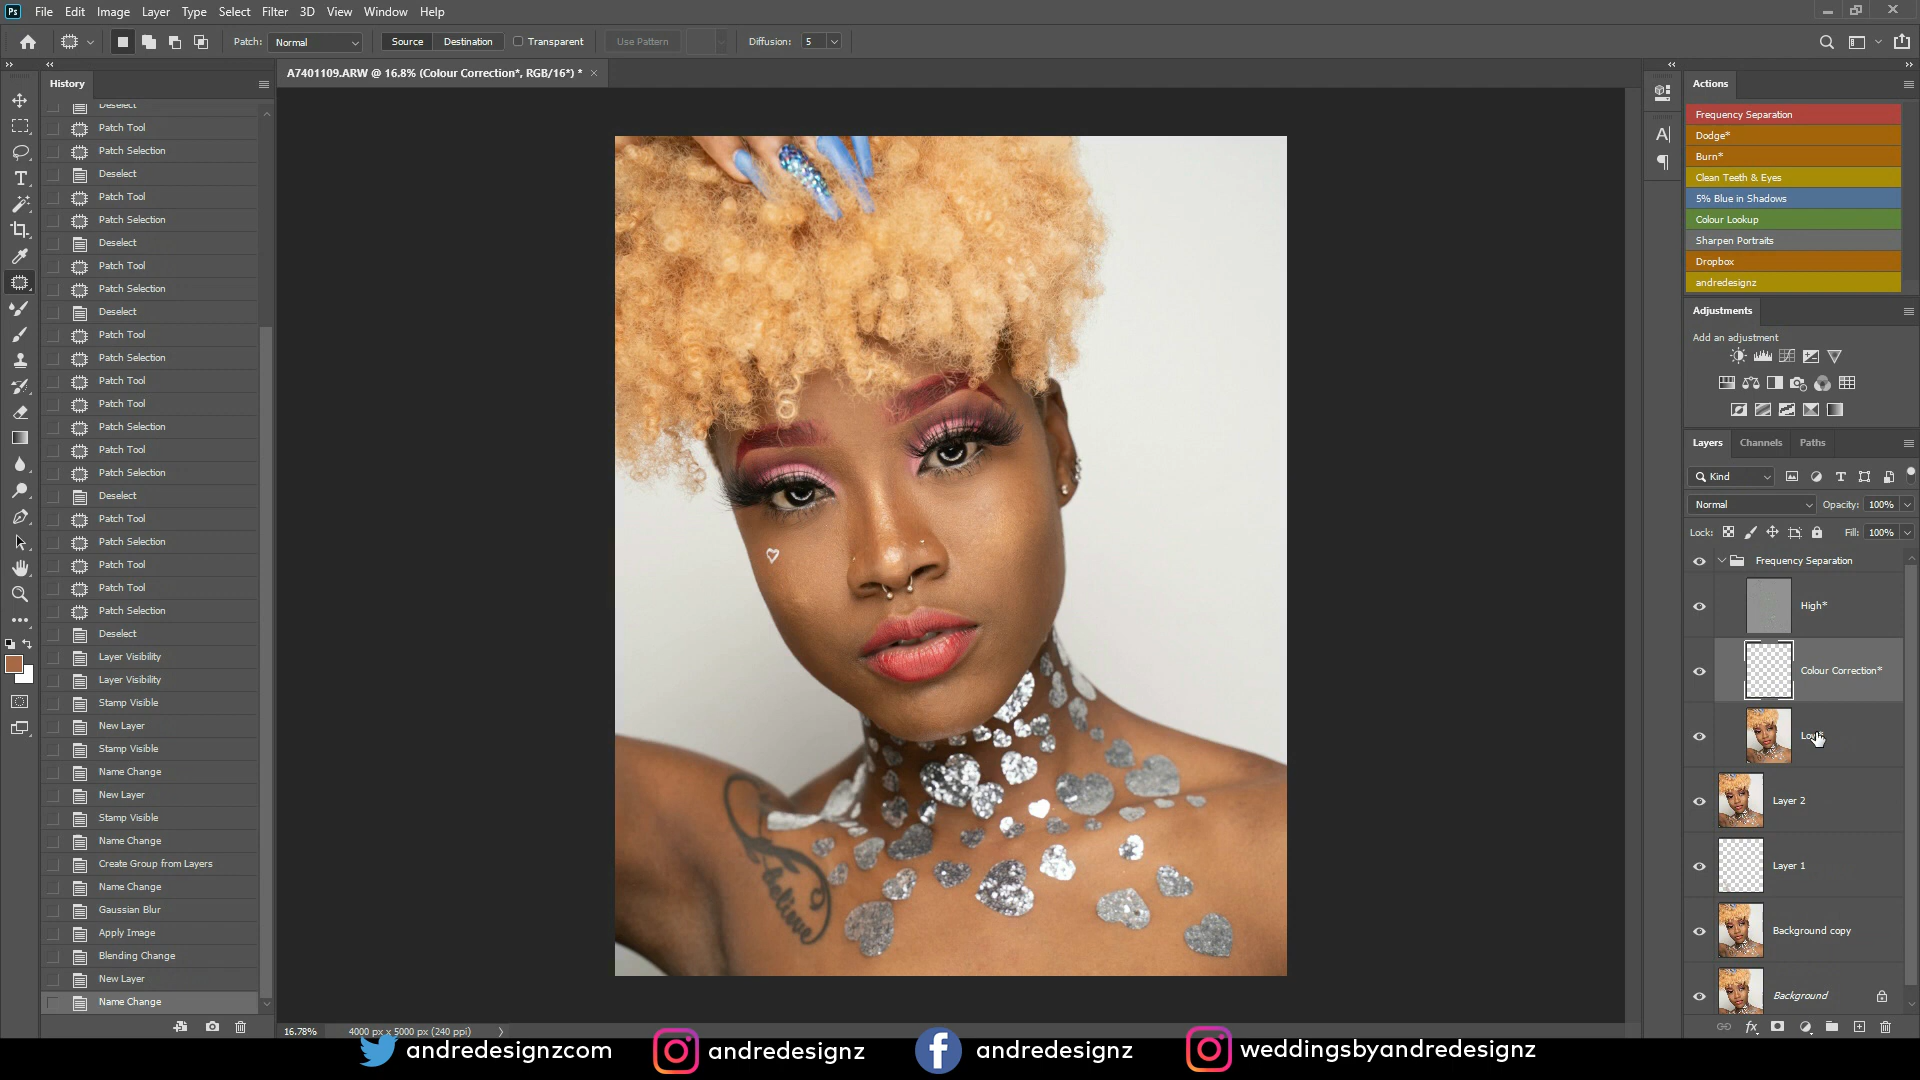 Ps File Edit Image Layer Type Select Filter 3D View Window Help
Patch: Normal Source Destination Transparent Use Pattern Diffusion: 5
History
A7401109.ARW @ 16.8% (Colour Correction*, RGB/16*) *
Deselect
Patch Tool
Patch Selection
Deselect
Patch Tool
Patch Selection
Deselect
Patch Tool
Patch Selection
Deselect
Patch Tool
Patch Selection
Patch Tool
Patch Tool
Patch Selection
Patch Tool
Patch Selection
Deselect
Patch Tool
Patch Selection
Patch Tool
Patch Tool
Patch Selection
Deselect
Layer Visibility
Layer Visibility
Stamp Visible
New Layer
Stamp Visible
Name Change
New Layer
Stamp Visible
Name Change
Create Group from Layers
Name Change
Gaussian Blur
Apply Image
Blending Change
New Layer
Name Change
believe
16.78% 4000 px x 5000 px (240 ppi)
Actions
Frequency Separation
Dodge*
Burn*
Clean Teeth & Eyes
5% Blue in Shadows
Colour Lookup
Sharpen Portraits
Dropbox
andredesignz
Adjustments
Add an adjustment
Layers Channels Paths
Kind
Normal Opacity: 100%
Lock: Fill: 100%
Frequency Separation
High*
Colour Correction*
Layer 2
Layer 1
Background copy
Background
andredesignzcom andredesignz andredesignz weddingsbyandredesignz